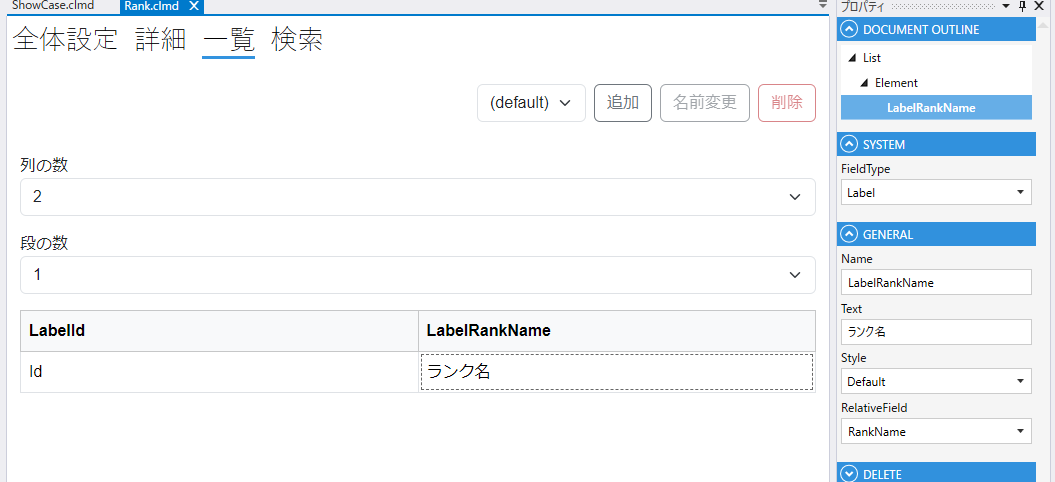 ShowCase.clmd Rank.clmd
全体設定 詳細 一覧 検索
(default) 追加 名前変更 削除
列の数
2
段の数
1
LabelId LabelRankName
Id ランク名
プロパティ
DOCUMENT OUTLINE
List
Element
LabelRankName
SYSTEM
FieldType
Label
GENERAL
Name
LabelRankName
Text
ランク名
Style
Default
RelativeField
RankName
DELETE